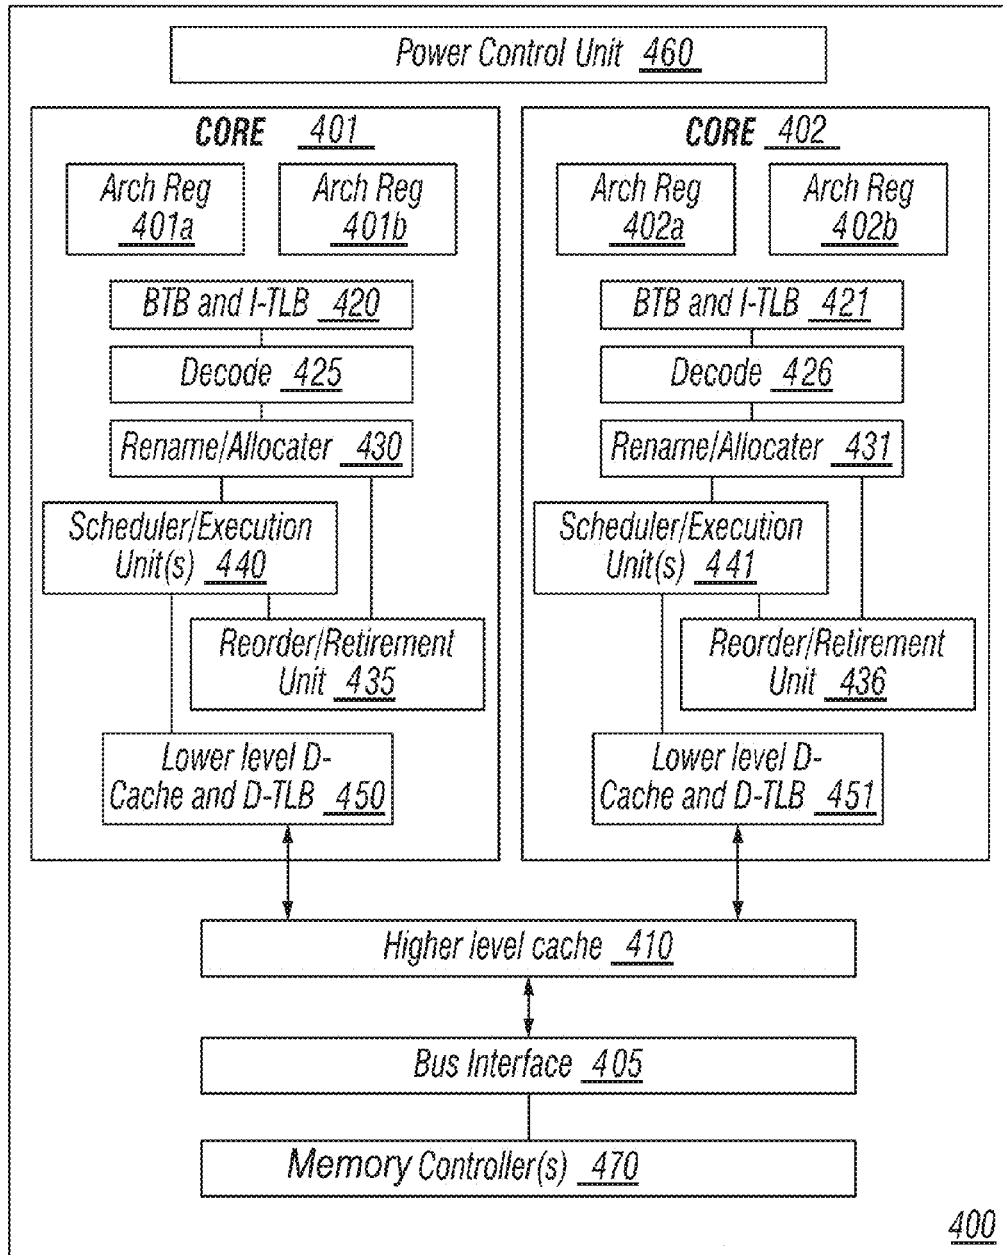 Power Control Unit 460
CORE 401
Arch Reg
401a
Arch Reg
401b
BTB and I-TLB 420
Decode 425
Rename/Allocater 430
Scheduler/Execution
Unit(s) 440
Reorder/Retirement
Unit 435
Lower level D-
Cache and D-TLB 450
CORE 402
Arch Reg
402a
Arch Reg
402b
BTB and I-TLB 421
Decode 426
Rename/Allocater 431
Scheduler/Execution
Unit(s) 441
Reorder/Retirement
Unit 436
Lower level D-
Cache and D-TLB 451
Higher level cache 410
Bus Interface 405
Memory Controller(s) 470
400